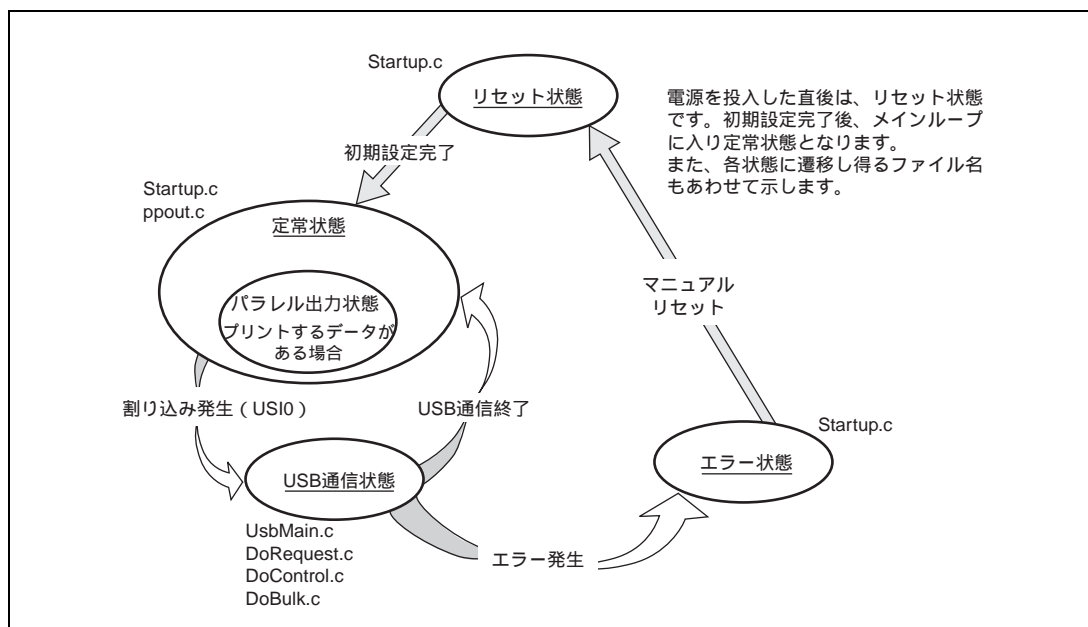 Startup.c
リセット状態
電源を投入した直後は、リセット状態
です。初期設定完了後、メインループ
に入り定常状態となります。
また、各状態に遷移し得るファイル名
もあわせて示します。
初期設定完了
Startup.c
ppout.c
定常状態
パラレル出力状態
プリントするデータが
ある場合
マニュアル
リセット
割り込み発生（USI0）
USB通信終了
Startup.c
エラー状態
USB通信状態
UsbMain.c
DoRequest.c
DoControl.c
DoBulk.c
エラー発生